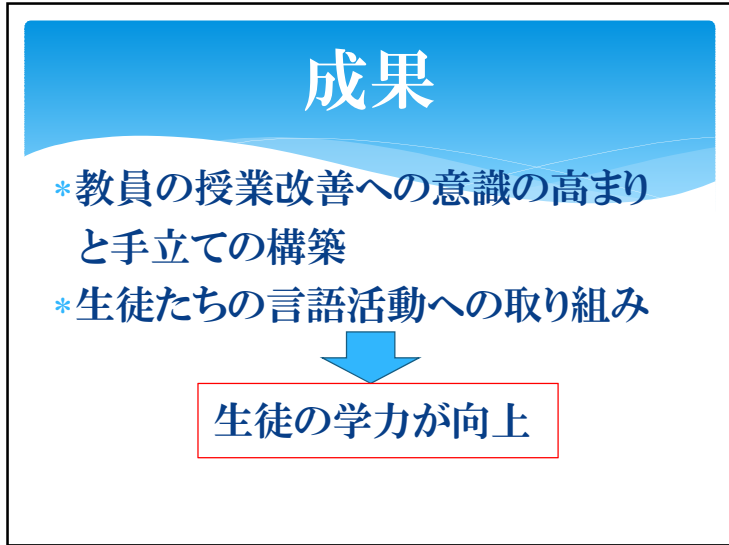 成果
*教員の授業改善への意識の高まり
と手立ての構築
*生徒たちの言語活動への取り組み
生徒の学力が向上